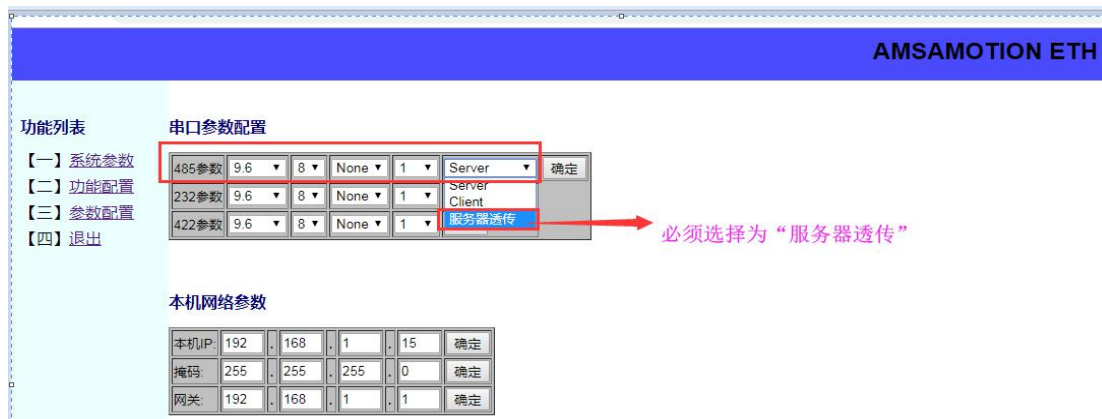 AMSAMOTION ETH
功能列表
【一】系统参数
【二】功能配置
【三】参数配置
【四】退出
串口参数配置
485参数 9.6 8 None 1 Server 确定
232参数 9.6 8 None 1 Server
Client
422参数 9.6 8 None 1 服务器透传
必须选择为“服务器透传”
本机网络参数
本机IP: 192 . 168 . 1 . 15 确定
掩码: 255 . 255 . 255 . 0 确定
网关: 192 . 168 . 1 . 1 确定